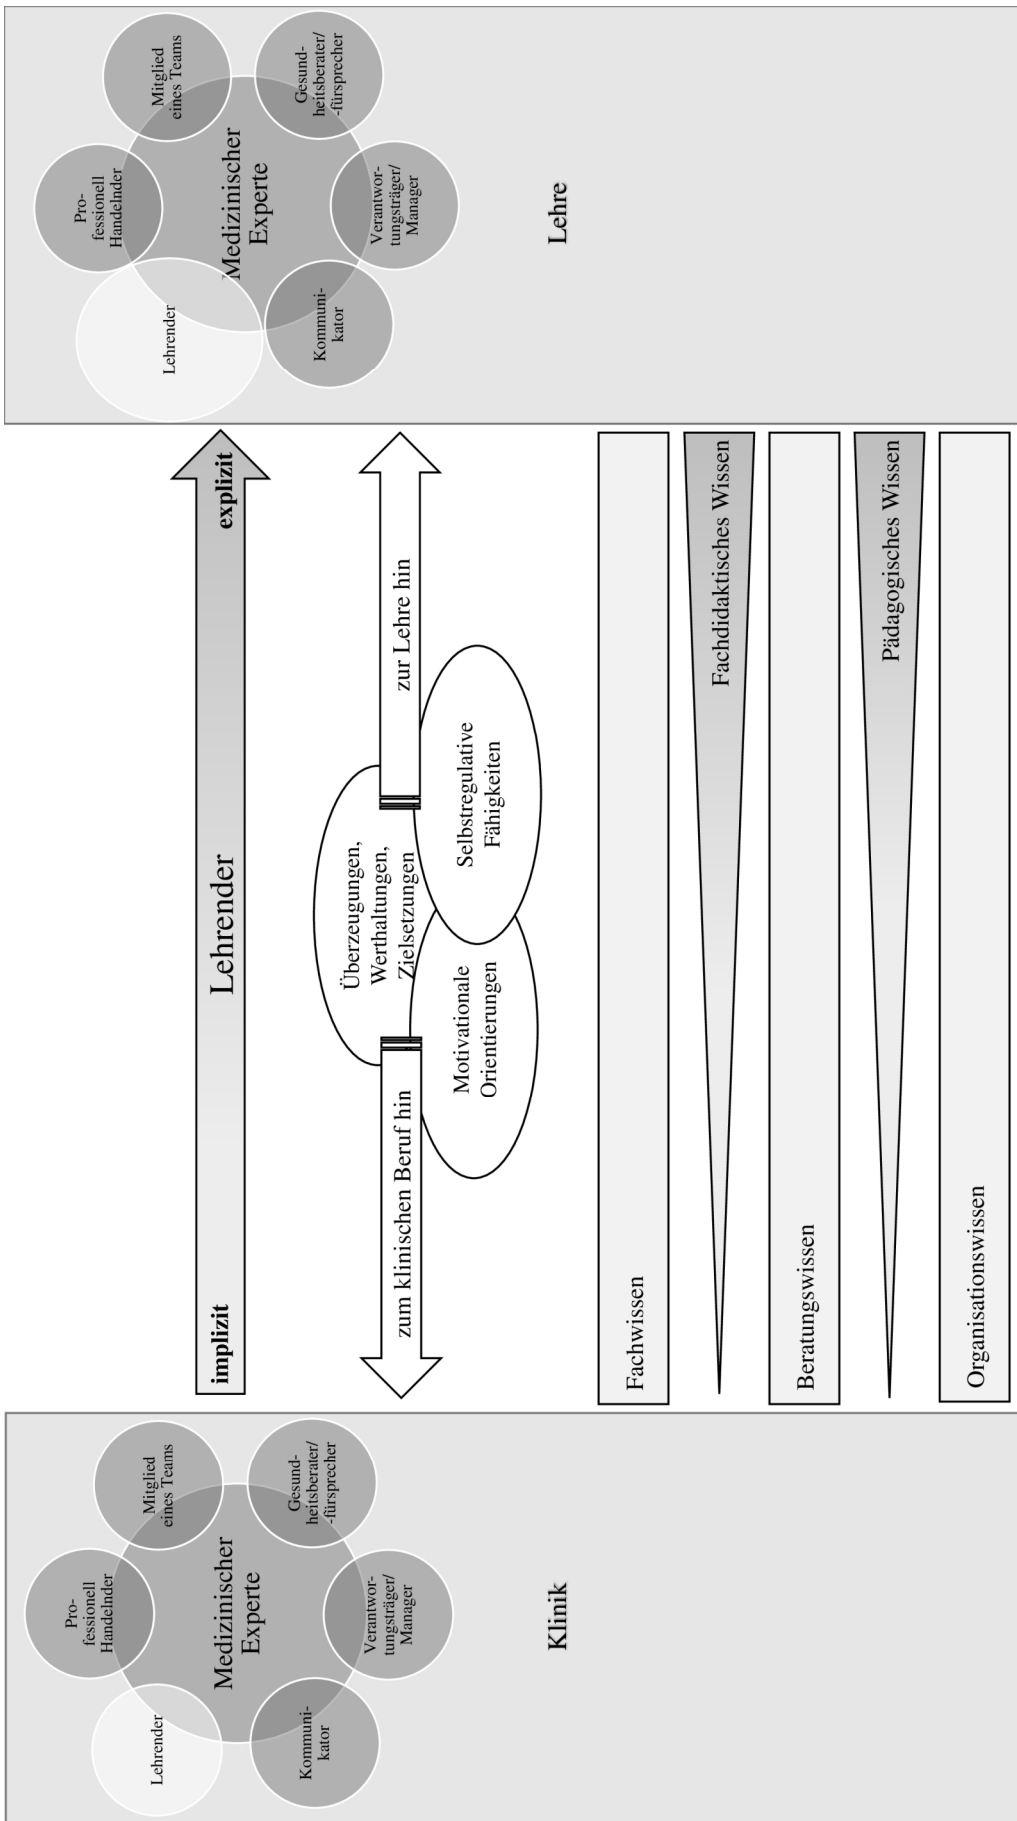 Pro-
fessionell
Handelnder
Mitglied
eines Teams
Lehrender
Medizinischer
Experte
Kommuni-
kator
Gesund-
heitsberater/
-fürsprecher
Verantwor-
tungsträger/
Manager
Klinik
implizit
Lehrender
explizit
Überzeugungen,
Werthaltungen,
Zielsetzungen
zum klinischen Beruf hin
zur Lehre hin
Motivationale
Orientierungen
Selbstregulative
Fähigkeiten
Fachwissen
Fachdidaktisches Wissen
Beratungswissen
Pädagogisches Wissen
Organisationswissen
Pro-
fessionell
Handelnder
Mitglied
eines Teams
Lehrender
Medizinischer
Experte
Kommuni-
kator
Gesund-
heitsberater/
-fürsprecher
Verantwor-
tungsträger/
Manager
Lehre